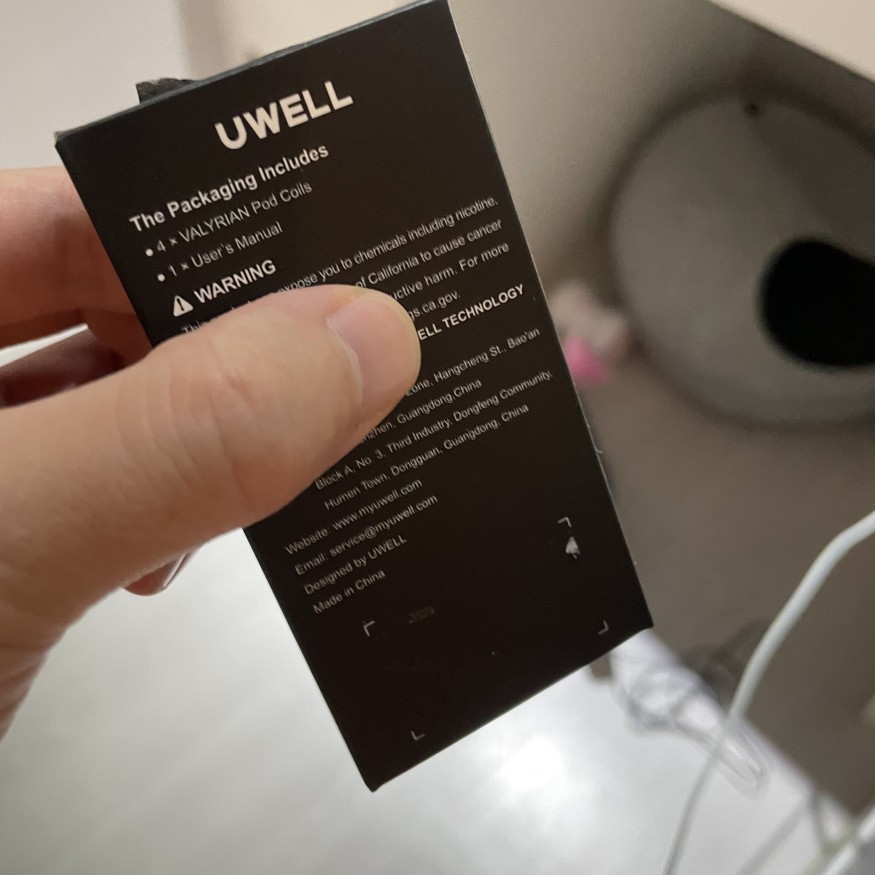 UWELL
The Packaging Includes
• 4 × VALYRIAN Pod Coils
• 1 × User's Manual
WARNING
expose you to chemicals including nicotine.
of California to cause cancer
harm. For more
.ca.gov.
TECHNOLOGY
Hangcheng St., Bao'an
Guangdong,China
Block A, No. 3, Third Industry, Dongfeng Community,
Humen Town, Dongguan, Guangdong, China
Website: www.myuwell.com
Email: service@myuwell.com
Designed by UWELL
Made in China